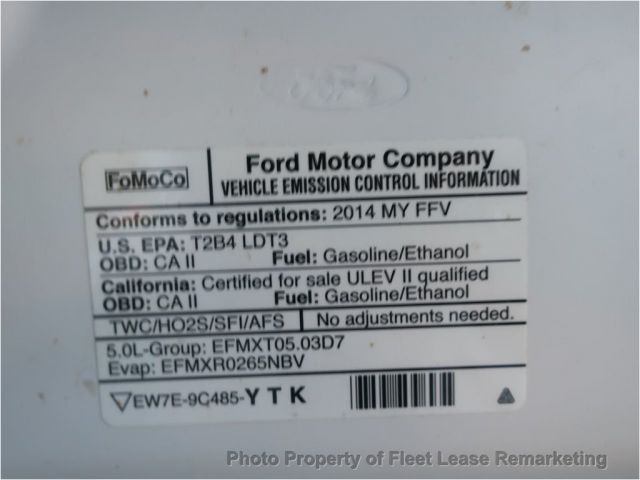 FoMoCo
Ford Motor Company
VEHICLE EMISSION CONTROL INFORMATION
Conforms to regulations: 2014 MY FFV
U.S. EPA: T2B4 LDT3
OBD: CA II Fuel: Gasoline/Ethanol
California: Certified for sale ULEV II qualified
OBD: CA II Fuel: Gasoline/Ethanol
TWC/HO2S/SFI/AFS No adjustments needed.
5.0L-Group: EFMXT05.03D7
Evap: EFMXR0265NBV
EW7E-9C485-Y T K
Photo Property of Fleet Lease Remarketing